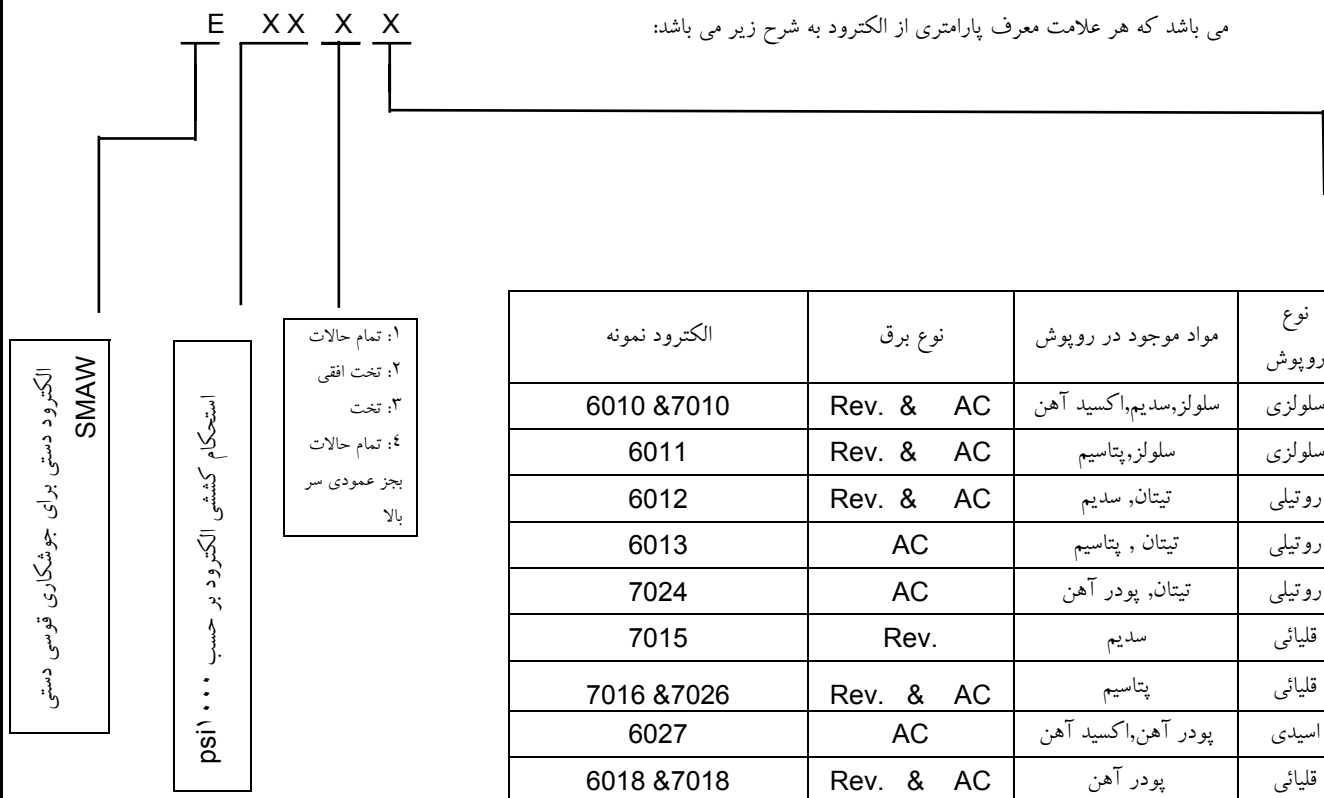 می باشد که هر علامت معرف پارامتری از الکترود به شرح زیر می باشد:
E XX X X
الکترود دستی برای جوشکاری قوسی دستی
SMAW
استحکام کششی الکترود بر حسب ۱۰۰۰psi
۱: تمام حالات
۲: تخت افقی
۳: تخت
٤: تمام حالات
بجز عمودی سر
بالا
نوع روپوش مواد موجود در روپوش نوع برق الکترود نمونه
سلولزی سلولز,سدیم,اکسید آهن Rev. & AC 6010 &7010
سلولزی سلولز,پتاسیم Rev. & AC 6011
روتیلی تیتان, سدیم Rev. & AC 6012
روتیلی تیتان , پتاسیم AC 6013
روتیلی تیتان, پودر آهن AC 7024
قلیائی سدیم Rev. 7015
قلیائی پتاسیم Rev. & AC 7016 &7026
اسیدی پودر آهن,اکسید آهن AC 6027
قلیائی پودر آهن Rev. & AC 6018 &7018